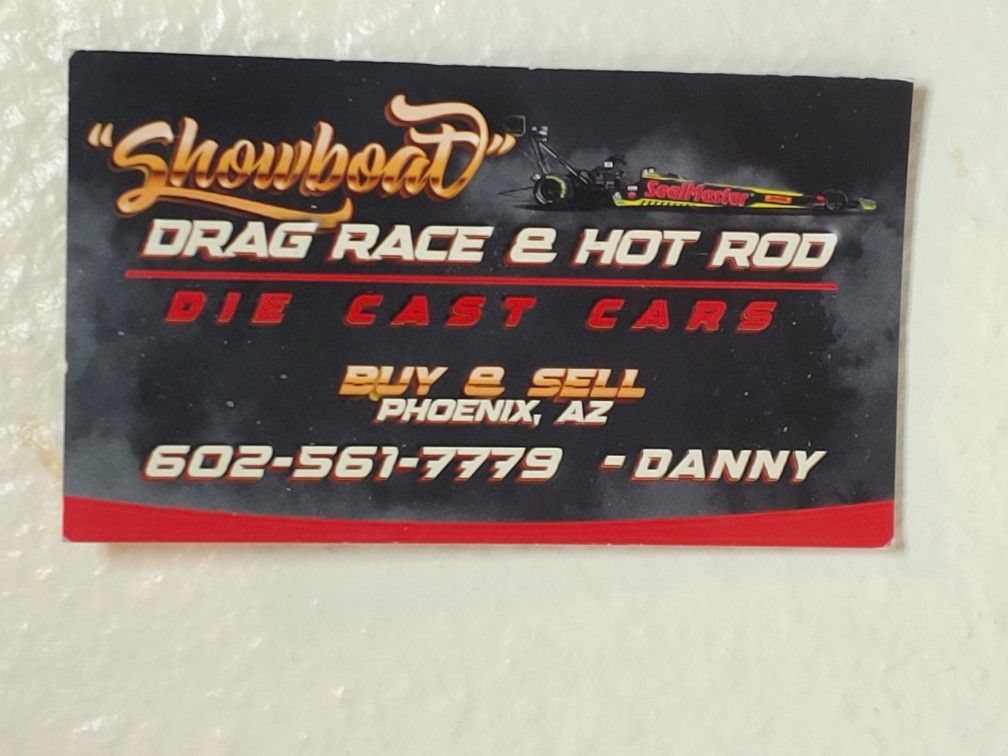 "Showboat"
SealMaster
DRAG RACE & HOT ROD
DIE CAST CARS
BUY & SELL
PHOENIX, AZ
602-561-7779 - DANNY